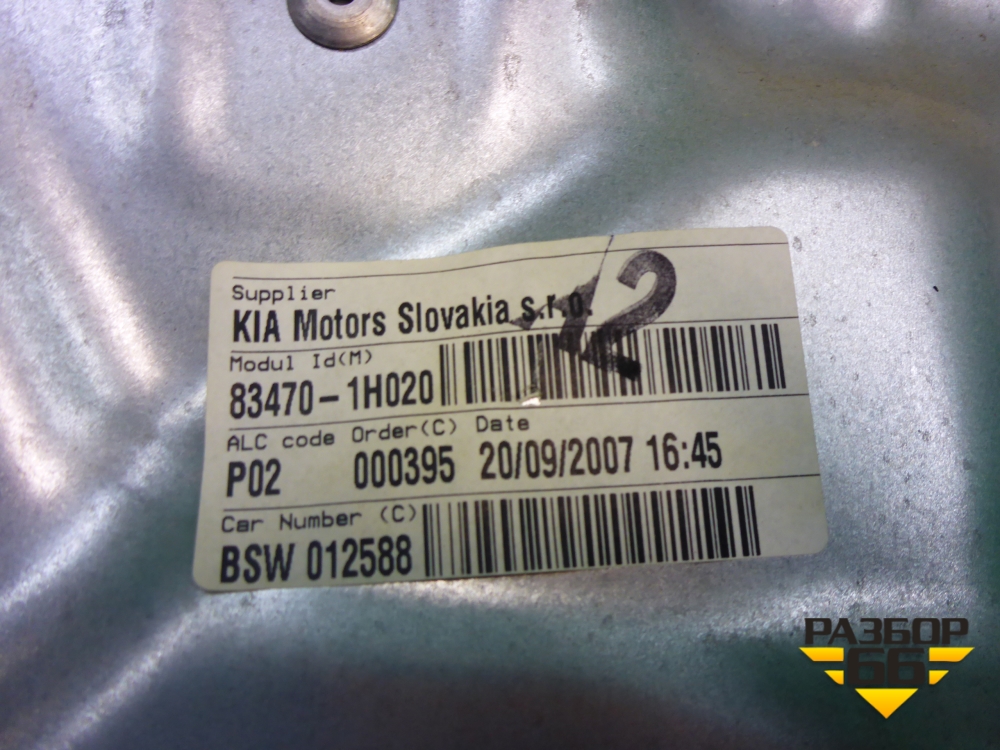 Supplier
KIA Motors Slovakia s.r.o.
12
Modul Id(M)
83470-1H020
ALC code Order(C) Date
P02 000395 20/09/2007 16:45
Car Number (C)
BSW 012588
РАЗБОР
66